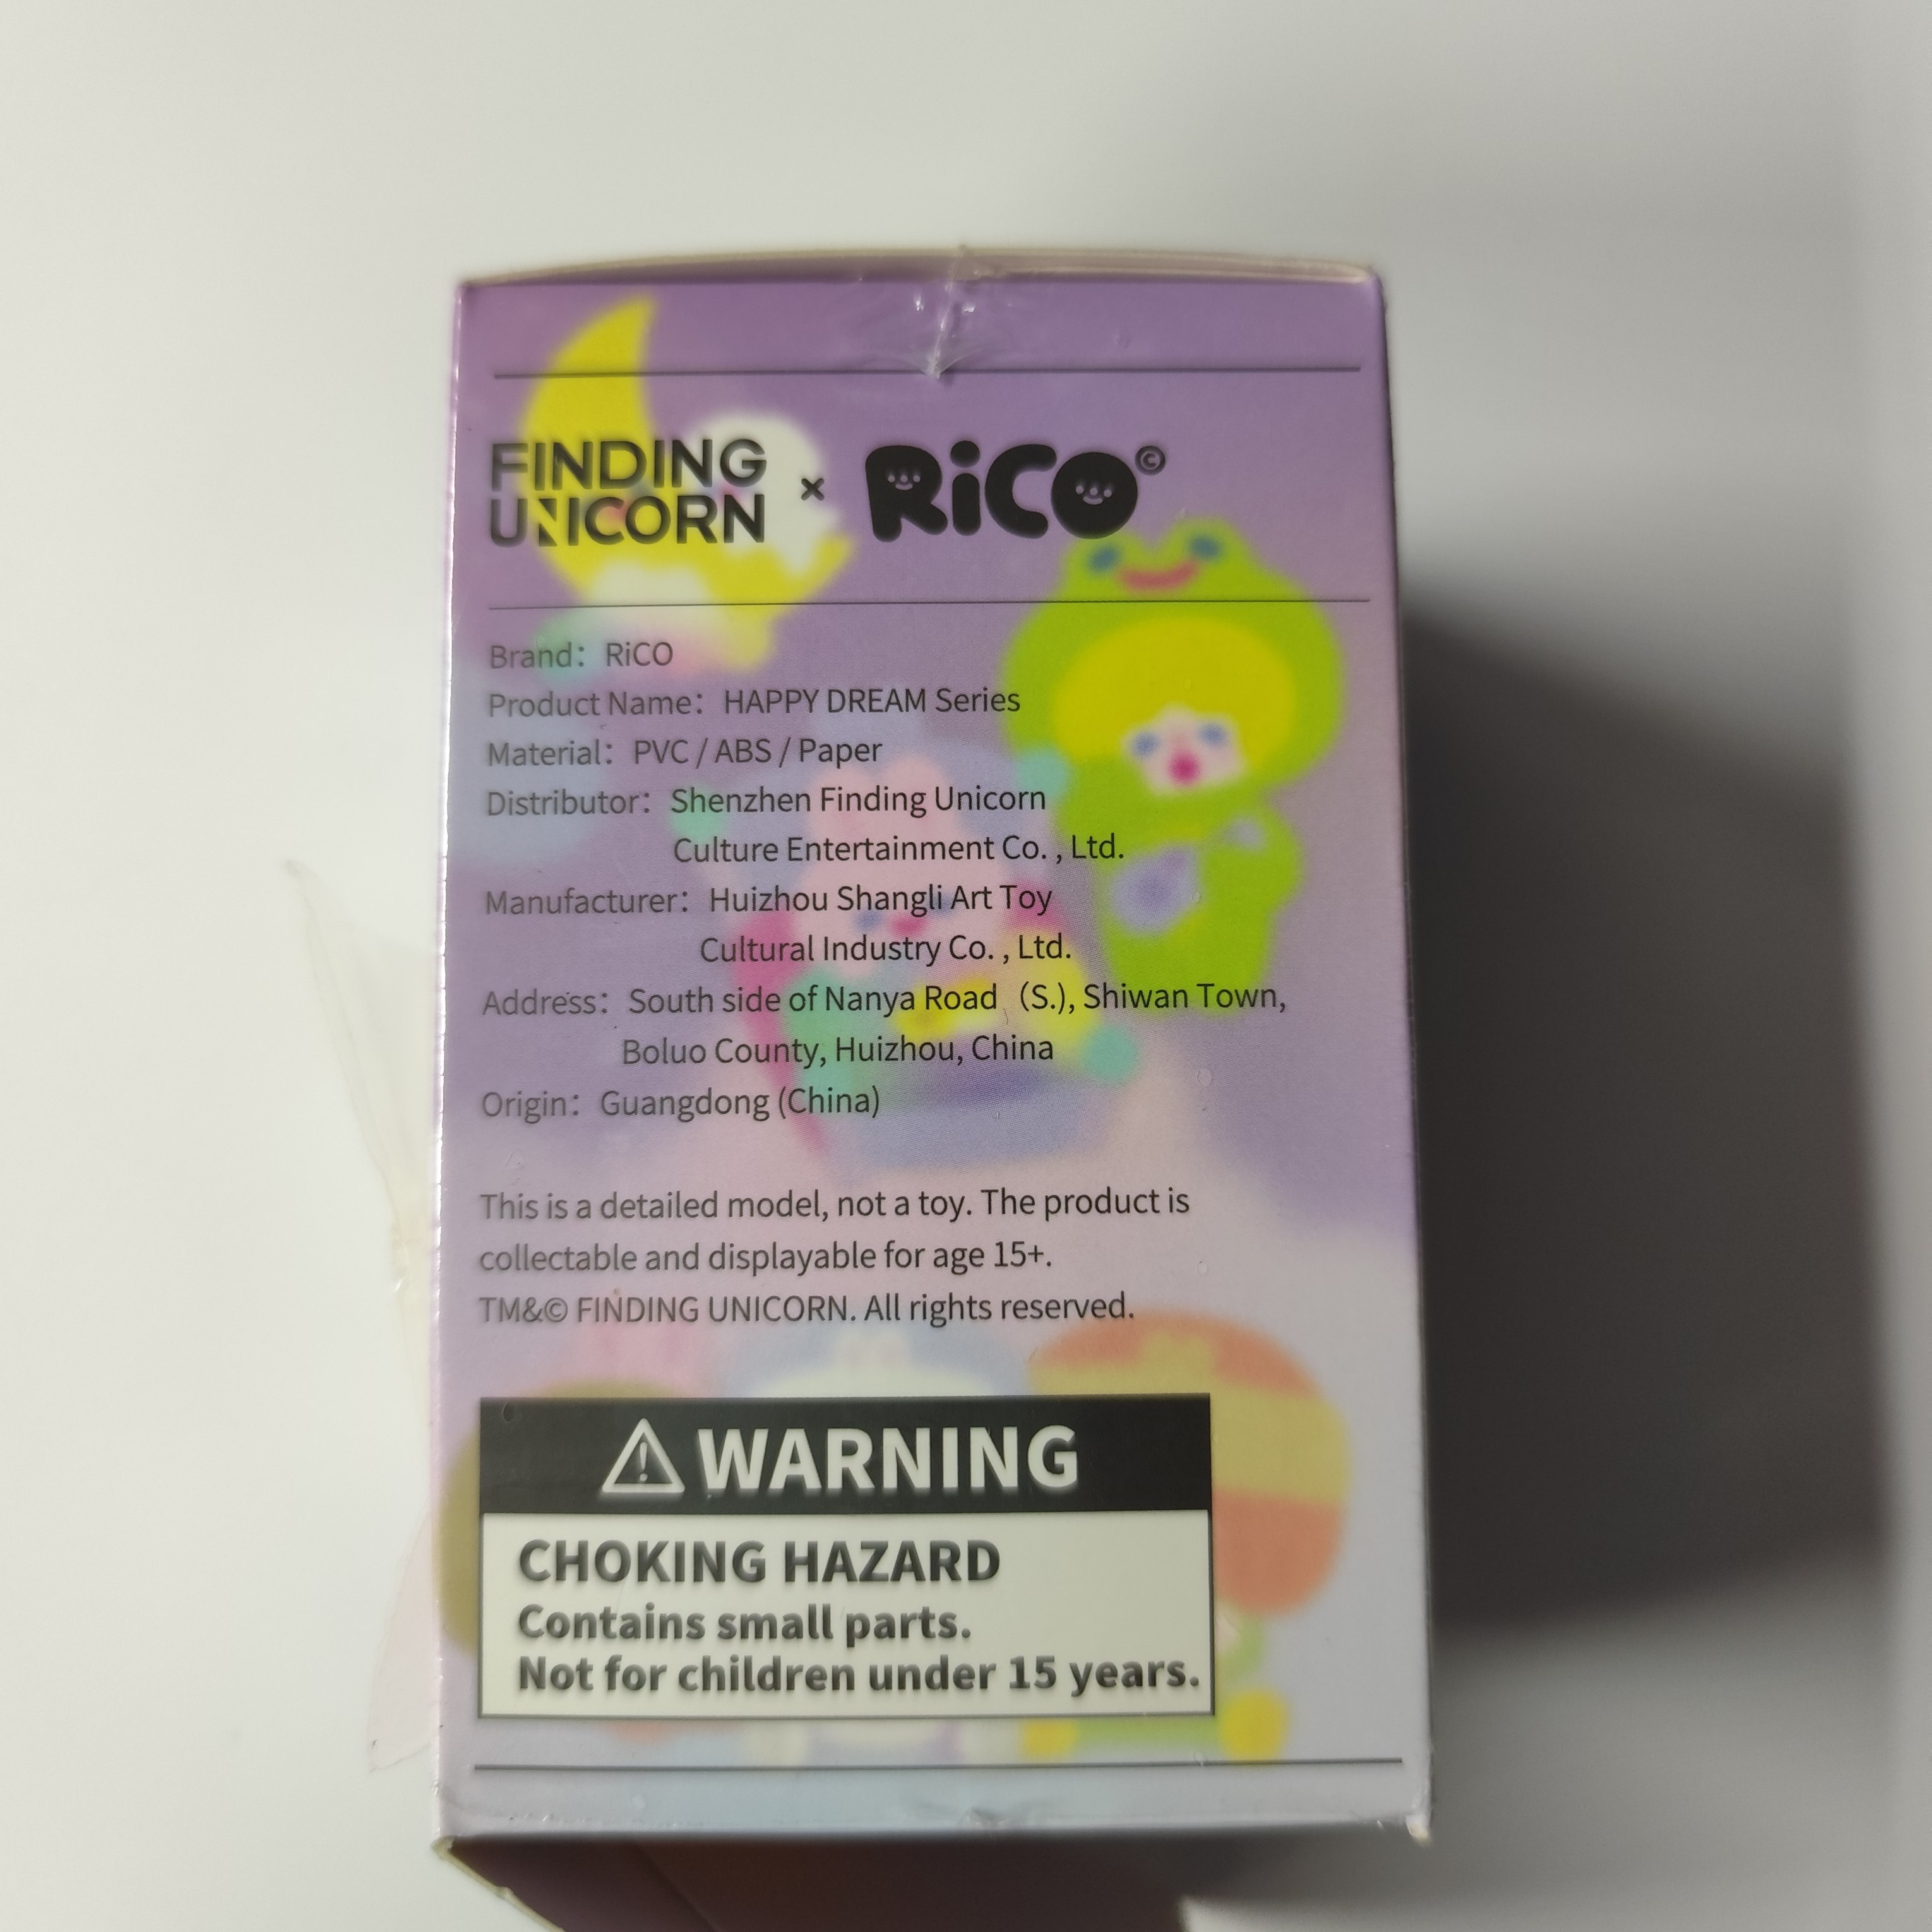 FINDING
UNICORN × RiCO©
Brand： RiCO
Product Name： HAPPY DREAM Series
Material： PVC / ABS / Paper
Distributor： Shenzhen Finding Unicorn
Culture Entertainment Co. , Ltd.
Manufacturer： Huizhou Shangli Art Toy
Cultural Industry Co. , Ltd.
Address： South side of Nanya Road （S.), Shiwan Town,
Boluo County, Huizhou, China
Origin： Guangdong (China)
This is a detailed model, not a toy. The product is
collectable and displayable for age 15+.
TM&© FINDING UNICORN. All rights reserved.
⚠ WARNING
CHOKING HAZARD
Contains small parts.
Not for children under 15 years.